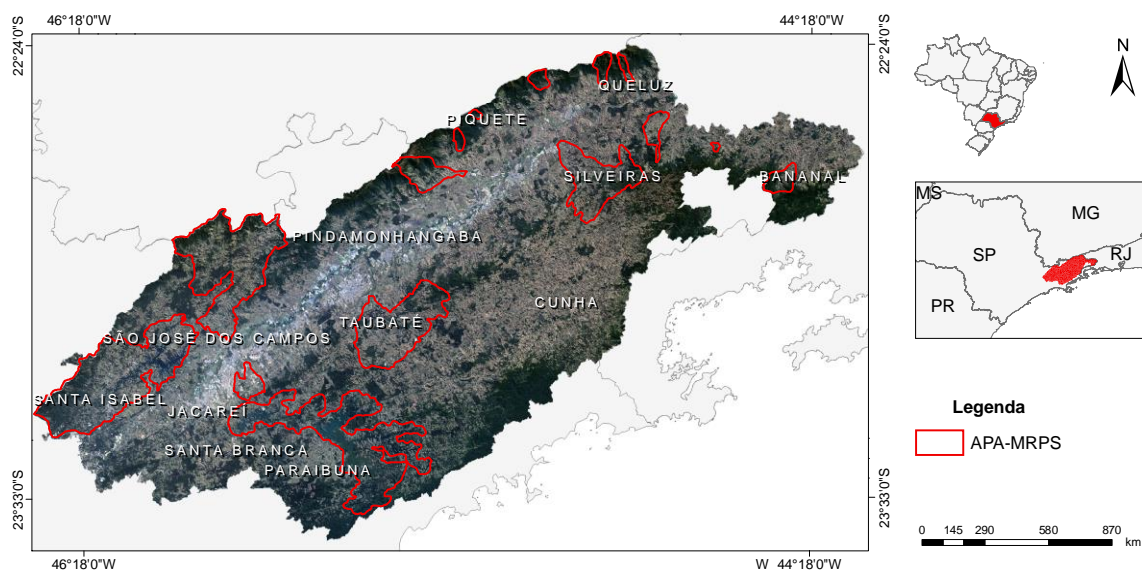 46°18'0"W
44°18'0"W
22°24'0"S
22°24'0"S
N
QUELUZ
PIQUETE
SILVEIRAS
BANANAL
PINDAMONHANGABA
CUNHA
TAUBATÉ
SÃO JOSÉ DOS CAMPOS
SANTA ISABEL
JACAREÍ
SANTA BRANCA
PARAIBUNA
MS
MG
SP
RJ
PR
Legenda
APA-MRPS
23°33'0"S
23°33'0"S
0 145 290 580 870
km
46°18'0"W
W 44°18'0"W